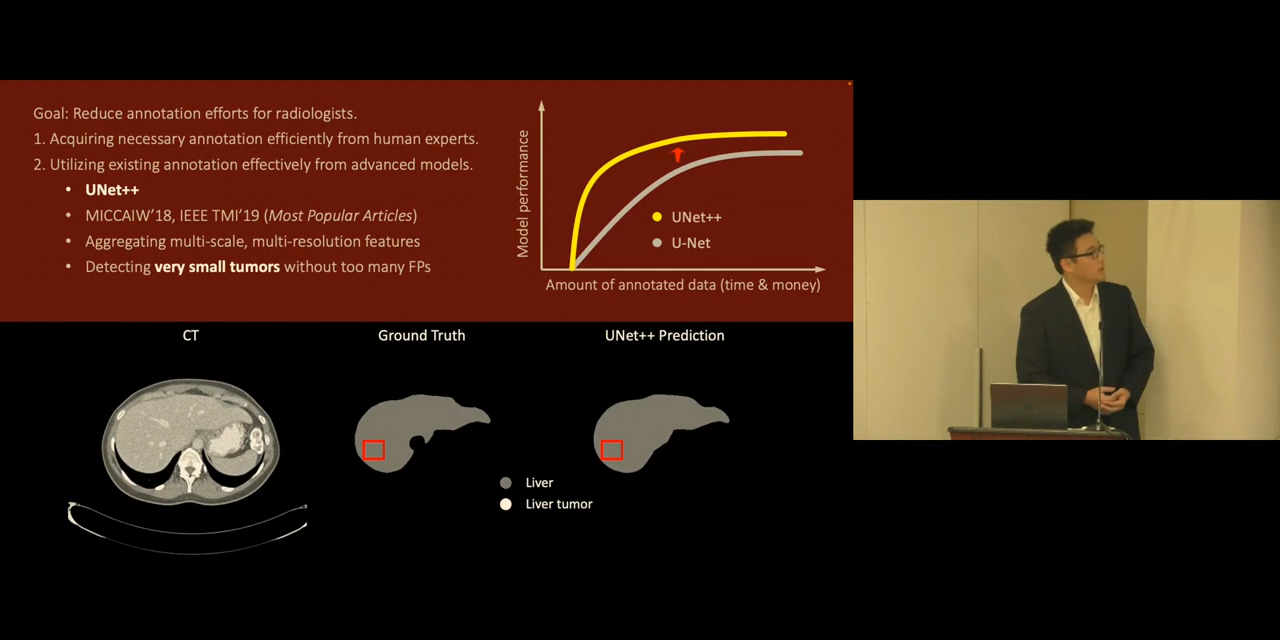 Goal: Reduce annotation efforts for radiologists.
1. Acquiring necessary annotation efficiently from human experts.
2. Utilizing existing annotation effectively from advanced models.
• UNet++
• MICCAIW'18, IEEE TMI'19 (Most Popular Articles)
• Aggregating multi-scale, multi-resolution features
• Detecting very small tumors without too many FPs
Model performance
UNet++
U-Net
Amount of annotated data (time & money)
CT
Ground Truth
UNet++ Prediction
Liver
Liver tumor